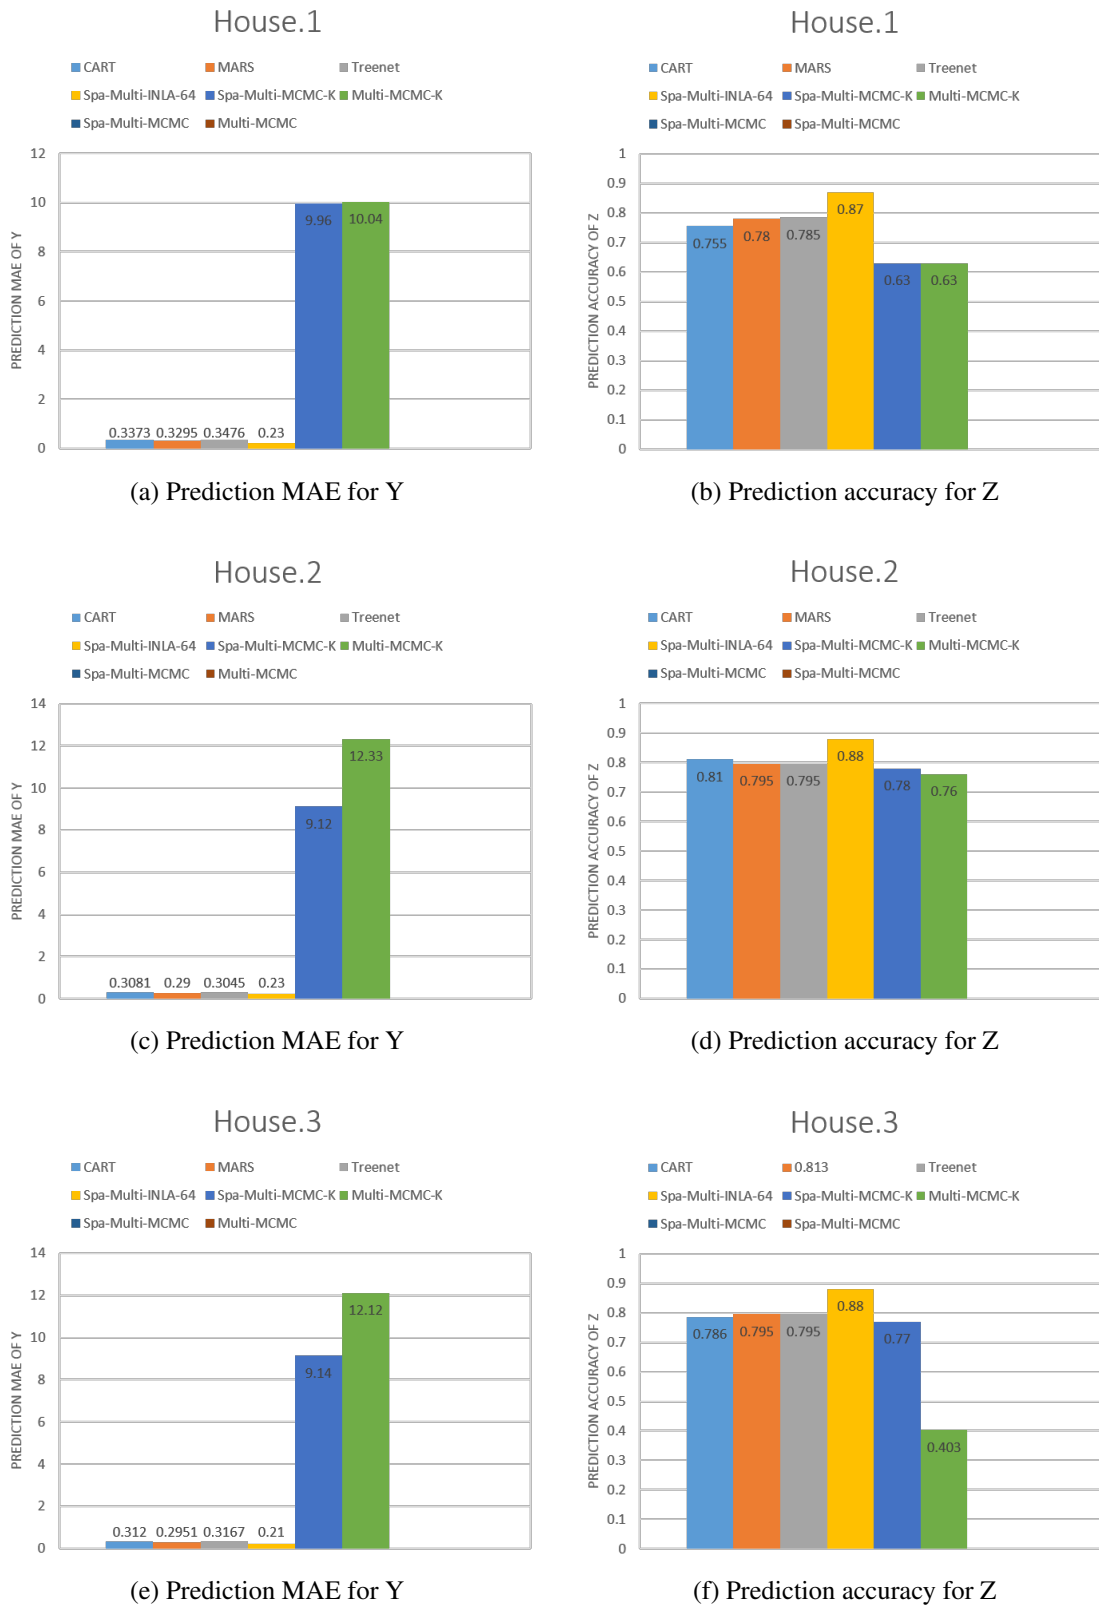 House.1
CART MARS Treenet
Spa-Multi-INLA-64 Spa-Multi-MCMC-K Multi-MCMC-K
Spa-Multi-MCMC Multi-MCMC
PREDICTION MAE OF Y
12
10
8
6
4
2
0
0.3373 0.3295 0.3476 0.23 9.96 10.04
(a) Prediction MAE for Y
House.1
CART MARS Treenet
Spa-Multi-INLA-64 Spa-Multi-MCMC-K Multi-MCMC-K
Spa-Multi-MCMC Spa-Multi-MCMC
PREDICTION ACCURACY OF Z
1
0.9
0.8
0.7
0.6
0.5
0.4
0.3
0.2
0.1
0
0.755 0.78 0.785 0.87 0.63 0.63
(b) Prediction accuracy for Z
House.2
CART MARS Treenet
Spa-Multi-INLA-64 Spa-Multi-MCMC-K Multi-MCMC-K
Spa-Multi-MCMC Multi-MCMC
PREDICTION MAE OF Y
14
12
10
8
6
4
2
0
0.3081 0.29 0.3045 0.23 9.12 12.33
(c) Prediction MAE for Y
House.2
CART MARS Treenet
Spa-Multi-INLA-64 Spa-Multi-MCMC-K Multi-MCMC-K
Spa-Multi-MCMC Spa-Multi-MCMC
PREDICTION ACCURACY OF Z
1
0.9
0.8
0.7
0.6
0.5
0.4
0.3
0.2
0.1
0
0.81 0.795 0.795 0.88 0.78 0.76
(d) Prediction accuracy for Z
House.3
CART MARS Treenet
Spa-Multi-INLA-64 Spa-Multi-MCMC-K Multi-MCMC-K
Spa-Multi-MCMC Multi-MCMC
PREDICTION MAE OF Y
14
12
10
8
6
4
2
0
0.312 0.2951 0.3167 0.21 9.14 12.12
(e) Prediction MAE for Y
House.3
CART 0.813 Treenet
Spa-Multi-INLA-64 Spa-Multi-MCMC-K Multi-MCMC-K
Spa-Multi-MCMC Spa-Multi-MCMC
PREDICTION ACCURACY OF Z
1
0.9
0.8
0.7
0.6
0.5
0.4
0.3
0.2
0.1
0
0.786 0.795 0.795 0.88 0.77 0.403
(f) Prediction accuracy for Z